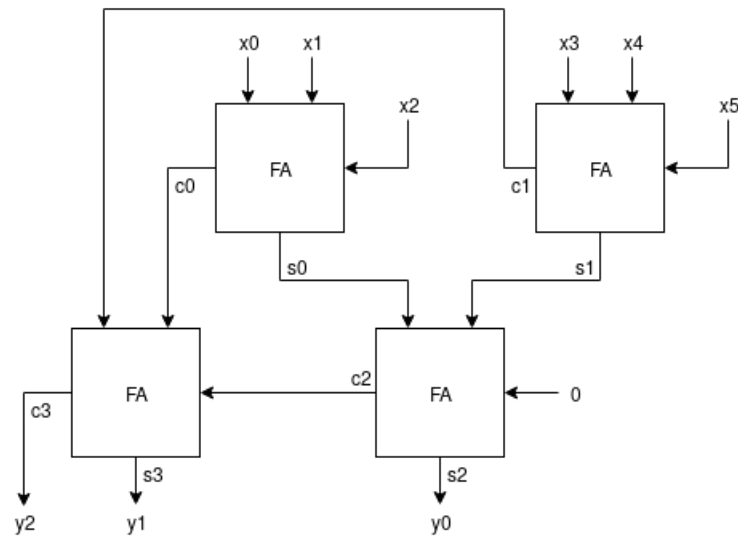 x0 x1 x3 x4
x2 x5
FA FA
c0 c1
s0 s1
c2
FA FA 0
c3
s3 s2
y2 y1 y0